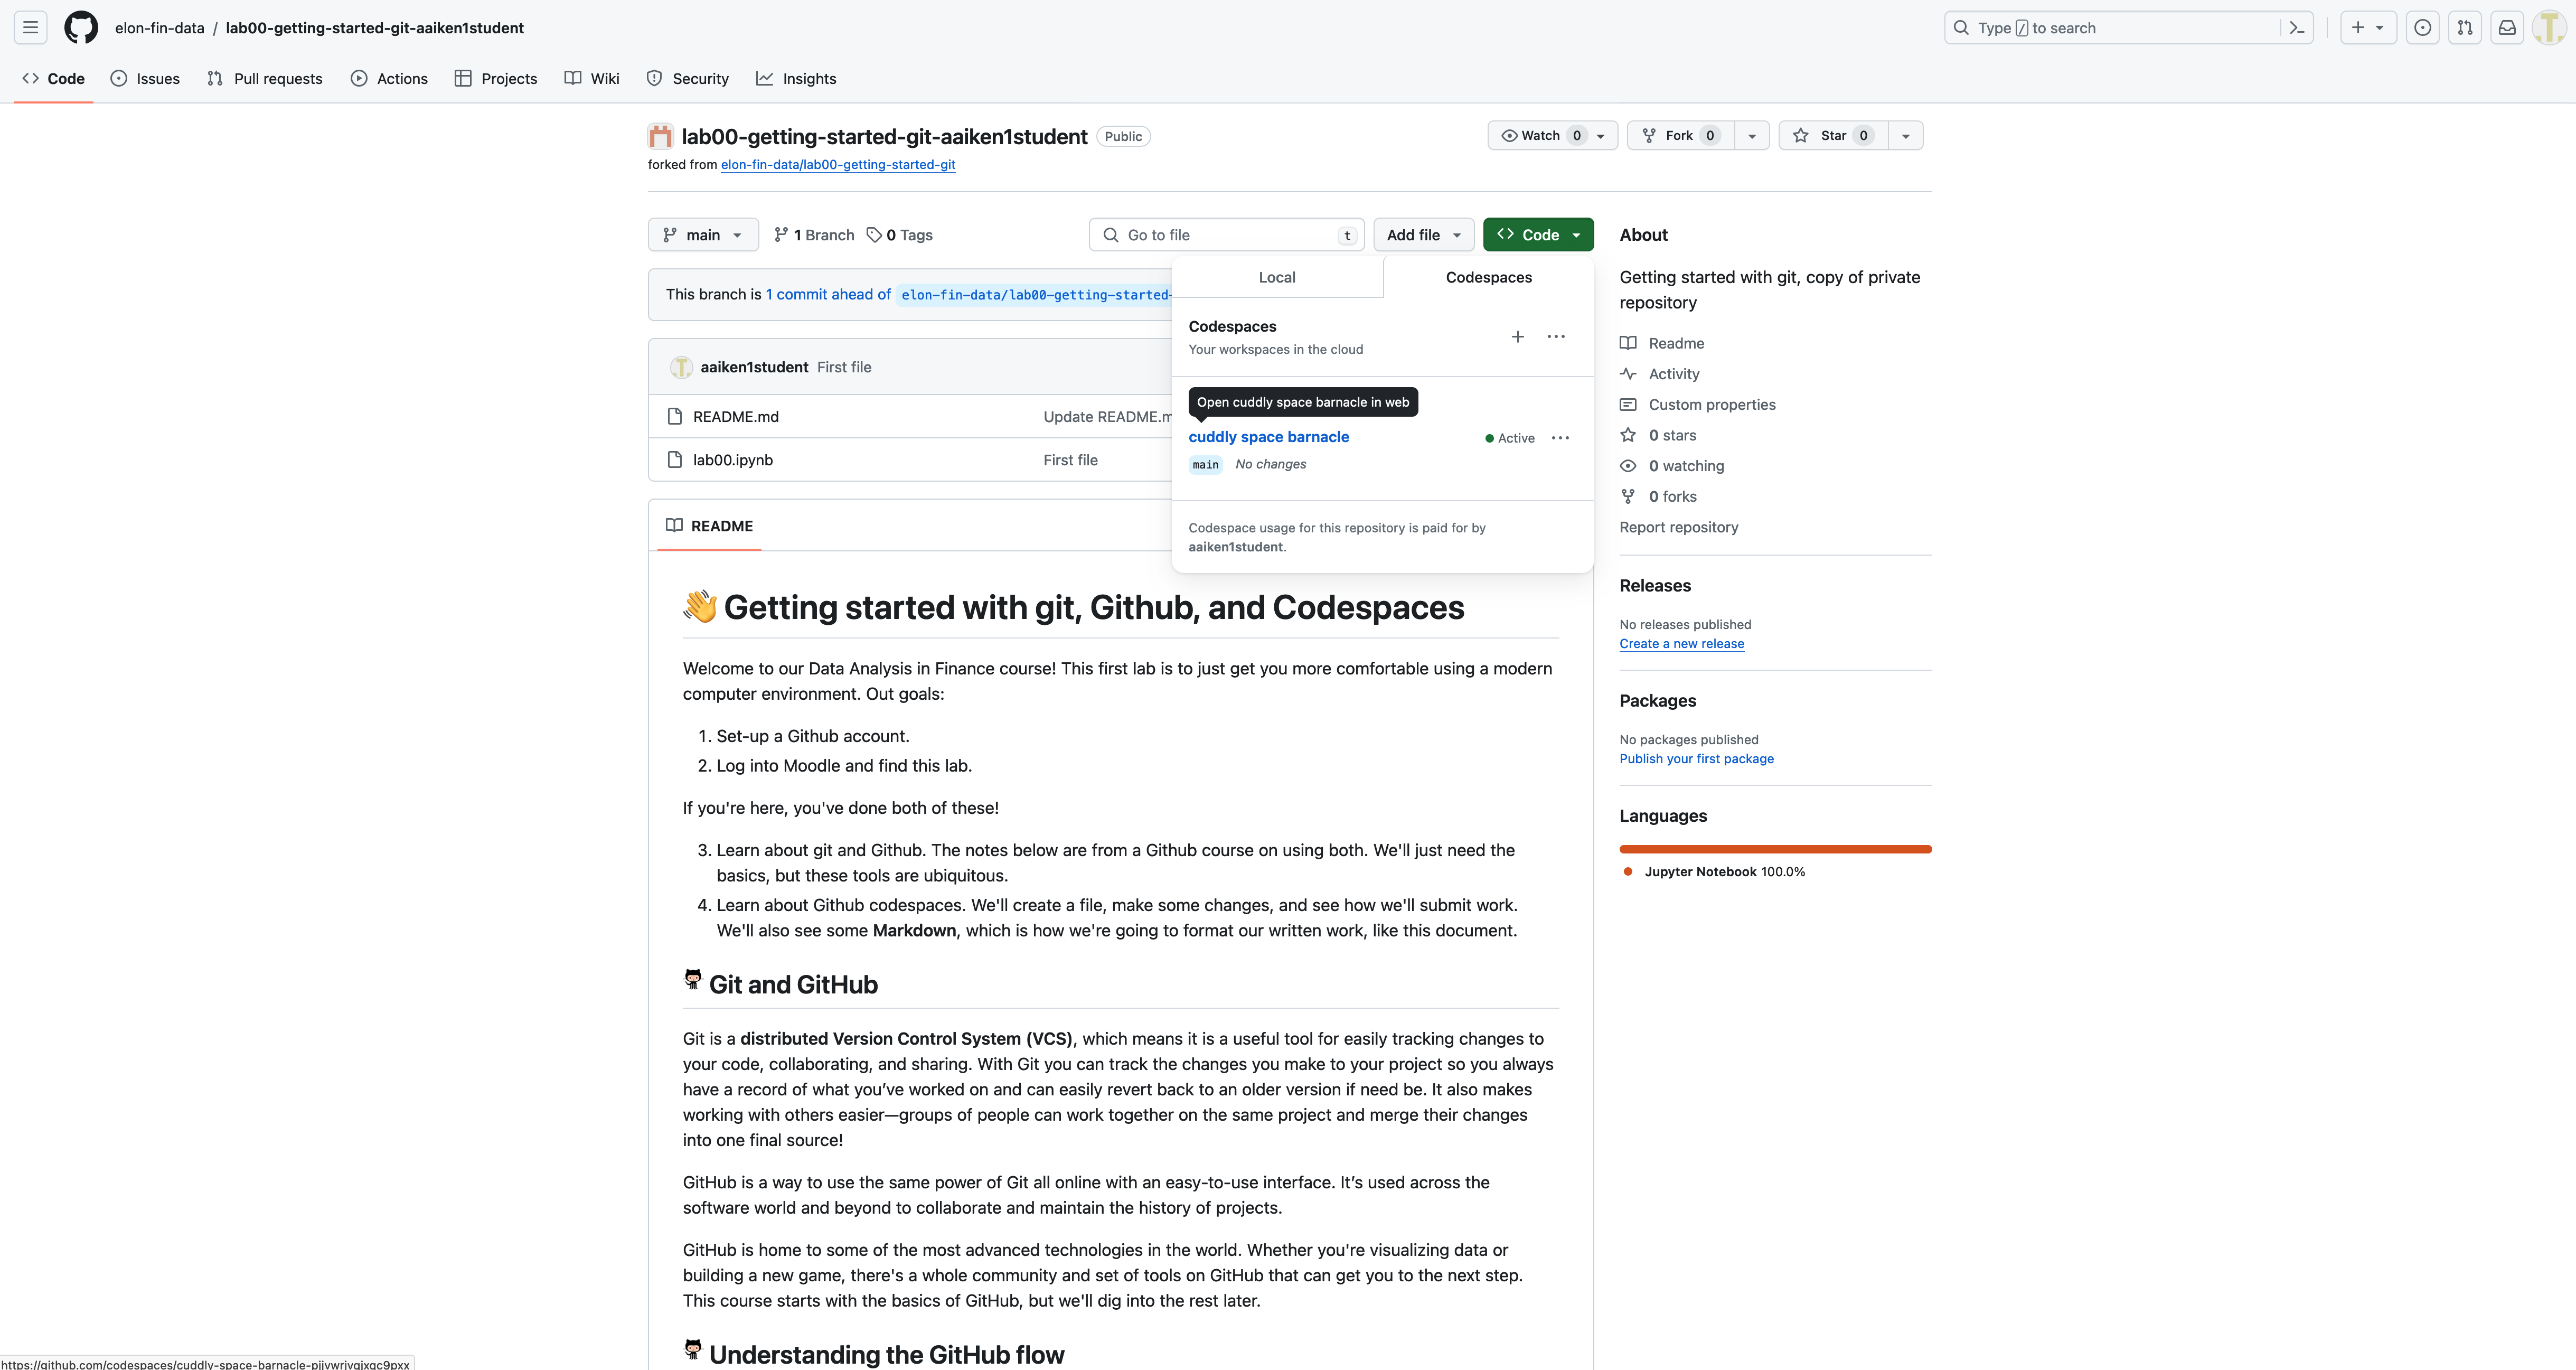 elon-fin-data / lab00-getting-started-git-aaiken1student
Type / to search
Code Issues Pull requests Actions Projects Wiki Security Insights
lab00-getting-started-git-aaiken1student Public
Watch 0 Fork 0 Star 0
forked from elon-fin-data/lab00-getting-started-git
main 1 Branch 0 Tags
Go to file t
Add file Code
Local Codespaces
This branch is 1 commit ahead of elon-fin-data/lab00-getting-started-
Codespaces
Your workspaces in the cloud
aaiken1student First file
README.md Update README.m
lab00.ipynb First file
Open cuddly space barnacle in web
cuddly space barnacle Active
main No changes
Codespace usage for this repository is paid for by
aaiken1student.
README
👋 Getting started with git, Github, and Codespaces
Welcome to our Data Analysis in Finance course! This first lab is to just get you more comfortable using a modern
computer environment. Out goals:
1. Set-up a Github account.
2. Log into Moodle and find this lab.
If you're here, you've done both of these!
3. Learn about git and Github. The notes below are from a Github course on using both. We'll just need the
basics, but these tools are ubiquitous.
4. Learn about Github codespaces. We'll create a file, make some changes, and see how we'll submit work.
We'll also see some Markdown, which is how we're going to format our written work, like this document.
Git and GitHub
Git is a distributed Version Control System (VCS), which means it is a useful tool for easily tracking changes to
your code, collaborating, and sharing. With Git you can track the changes you make to your project so you always
have a record of what you’ve worked on and can easily revert back to an older version if need be. It also makes
working with others easier—groups of people can work together on the same project and merge their changes
into one final source!
GitHub is a way to use the same power of Git all online with an easy-to-use interface. It’s used across the
software world and beyond to collaborate and maintain the history of projects.
GitHub is home to some of the most advanced technologies in the world. Whether you're visualizing data or
building a new game, there's a whole community and set of tools on GitHub that can get you to the next step.
This course starts with the basics of GitHub, but we'll dig into the rest later.
Understanding the GitHub flow
About
Getting started with git, copy of private
repository
Readme
Activity
Custom properties
0 stars
0 watching
0 forks
Report repository
Releases
No releases published
Create a new release
Packages
No packages published
Publish your first package
Languages
Jupyter Notebook 100.0%